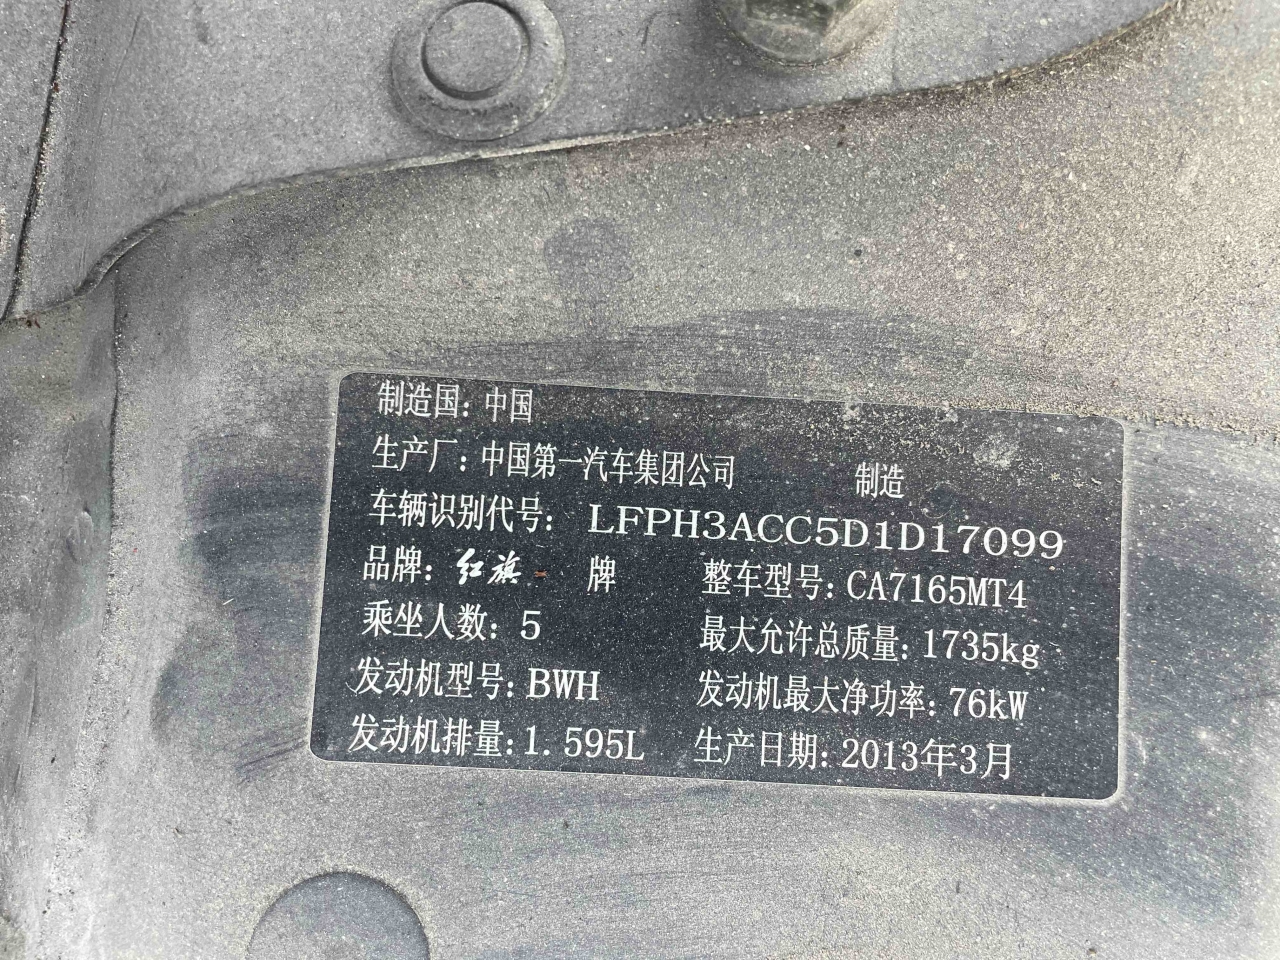 制造国：中国
生产厂：中国第一汽车集团公司 制造
车辆识别代号：LFPH3ACC5D1D17099
品牌：红旗 牌 整车型号：CA7165MT4
乘坐人数：5 最大允许总质量：1735kg
发动机型号：BWH 发动机最大净功率：76kW
发动机排量：1.595L 生产日期：2013年3月